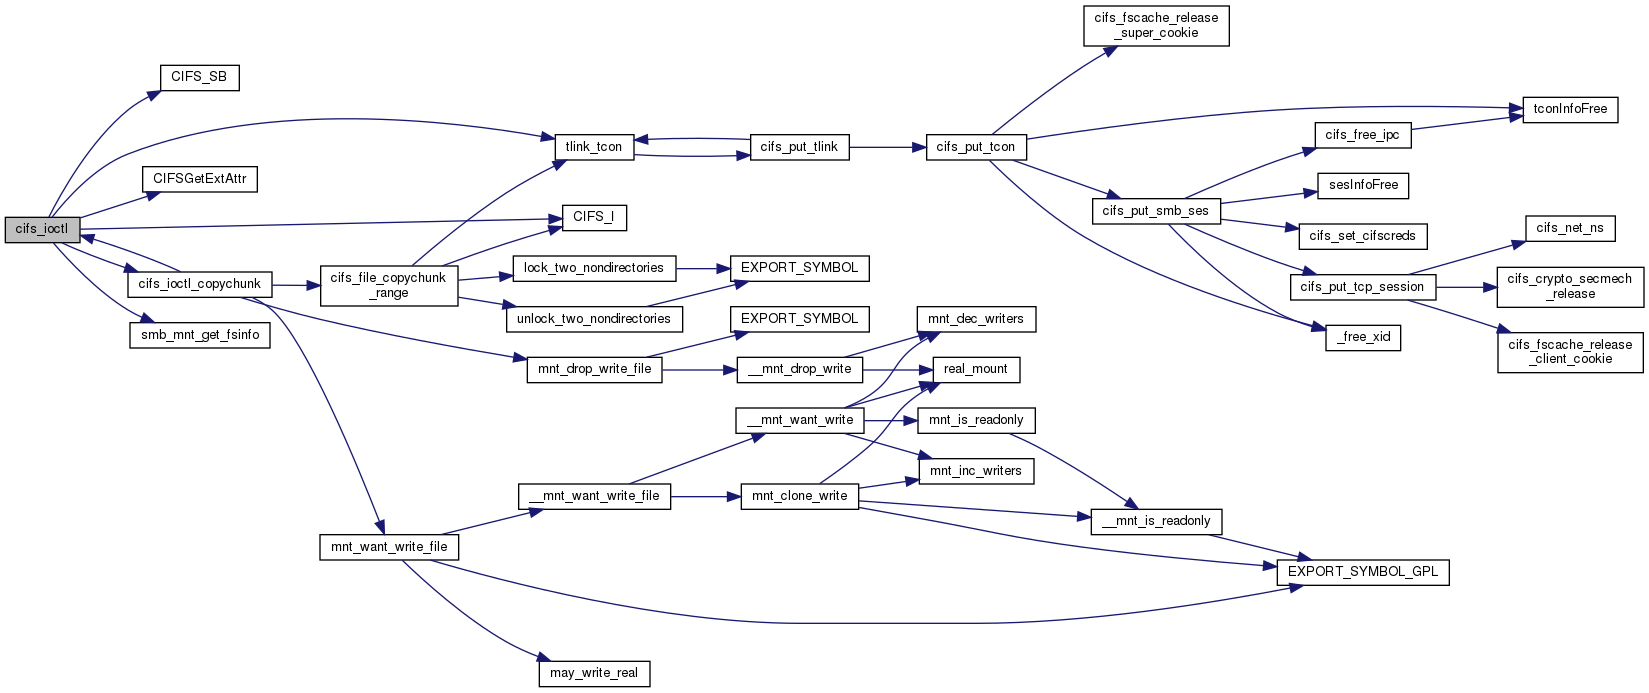 cifs_fscache_release
_super_cookie
CIFS_SB
tconInfoFree
cifs_free_ipc
tlink_tcon
cifs_put_tlink
cifs_put_tcon
CIFSGetExtAttr
sesInfoFree
cifs_ioctl
CIFS_I
cifs_put_smb_ses
cifs_set_cifscreds
cifs_net_ns
cifs_ioctl_copychunk
cifs_file_copychunk
_range
lock_two_nondirectories
EXPORT_SYMBOL
cifs_put_tcp_session
cifs_crypto_secmech
_release
smb_mnt_get_fsinfo
unlock_two_nondirectories
EXPORT_SYMBOL
mnt_dec_writers
_free_xid
cifs_fscache_release
_client_cookie
mnt_drop_write_file
__mnt_drop_write
real_mount
__mnt_want_write
mnt_is_readonly
mnt_inc_writers
__mnt_want_write_file
mnt_clone_write
__mnt_is_readonly
mnt_want_write_file
EXPORT_SYMBOL_GPL
may_write_real